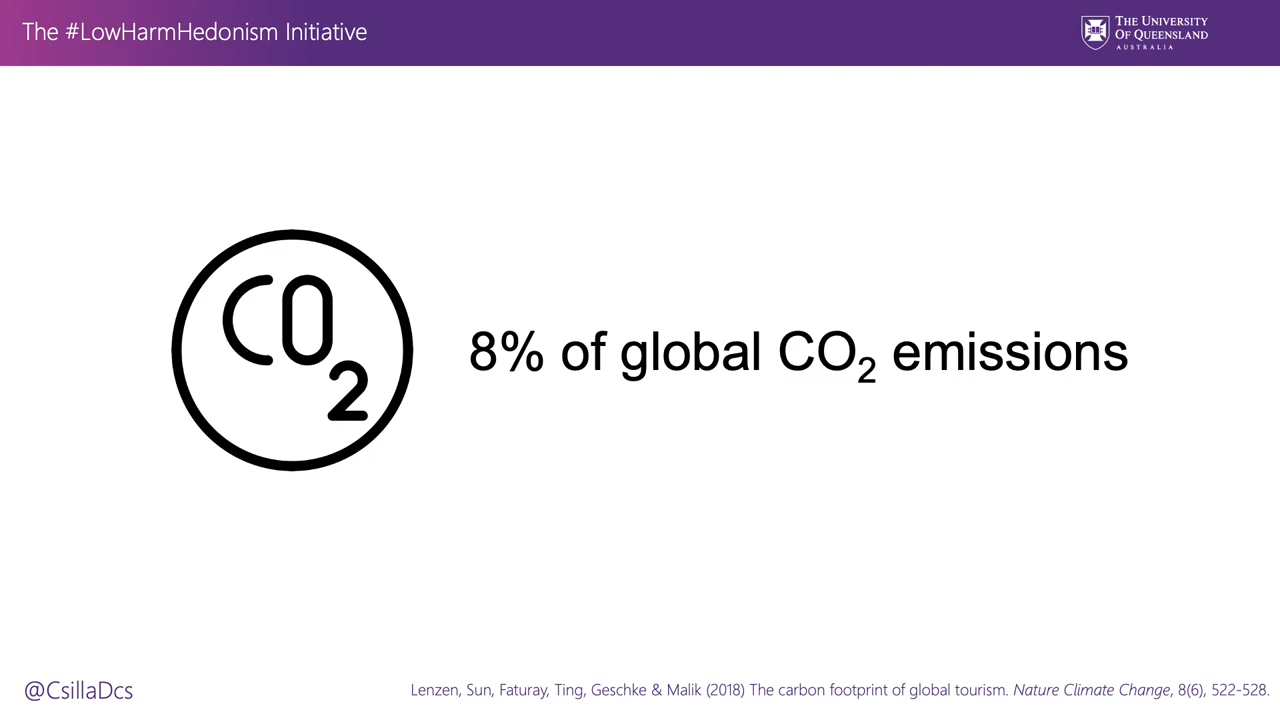 The #LowHarmHedonism Initiative
THE UNIVERSITY
OF QUEENSLAND
AUSTRALIA
CO2
8% of global CO2 emissions
@CsillaDcs
Lenzen, Sun, Faturay, Ting, Geschke & Malik (2018) The carbon footprint of global tourism. Nature Climate Change, 8(6), 522-528.